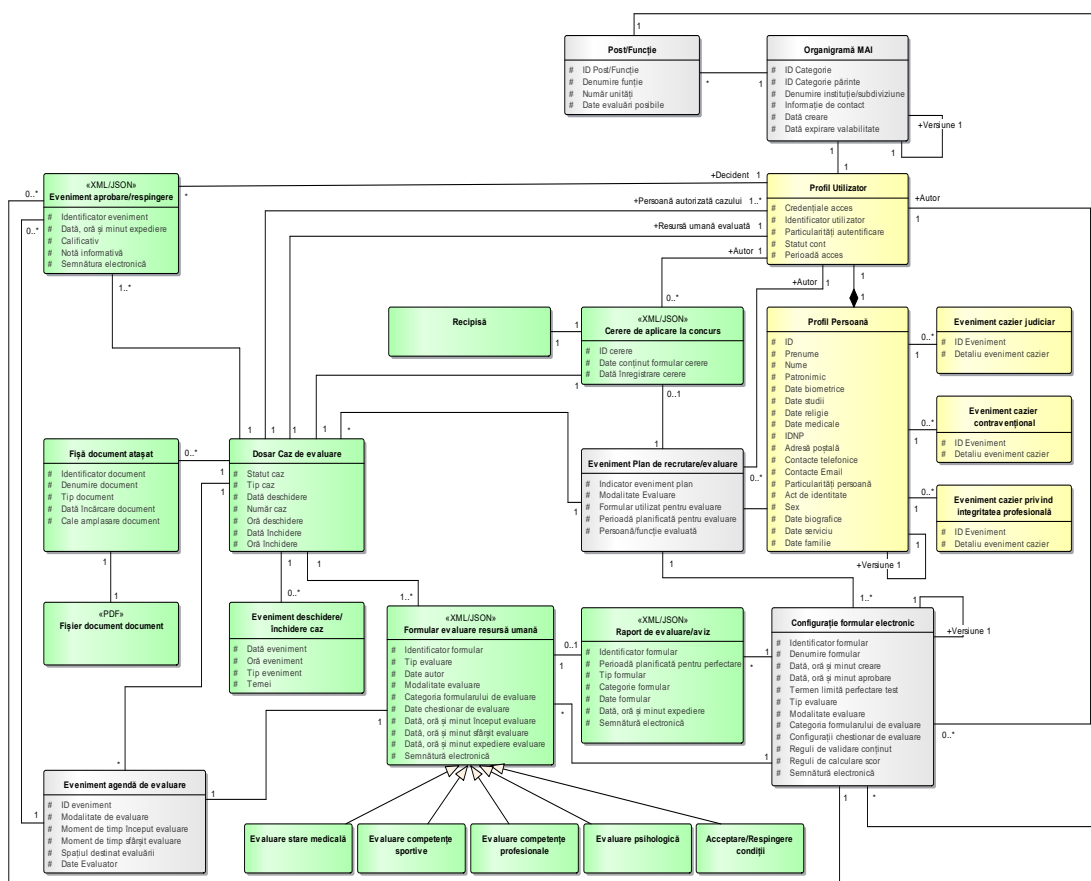 Post/Funcție
# ID Post/Funcție
# Denumire funție
# Număr unități
# Date evaluări posibile
Organigramă MAI
# ID Categorie
# ID Categorie părinte
# Denumire instituție/subdiviziune
# Informație de contact
# Dată creare
# Dată expirare valabilitate
1
1
*
1
+Versiune 1
1
1
1
«XML/JSON»
Eveniment aprobare/respingere
# Identificator eveniment
# Dată, oră și minut expediere
# Calificativ
# Notă informativă
# Semnătura electronică
0..*
0..*
*
1..*
+Decident 1
+Persoană autorizată cazului 1..*
+Resursă umană evaluată 1
+Autor 1
+Autor
1
+Autor
1
Profil Utilizator
# Credențiale acces
# Identificator utilizator
# Particularități autentificare
# Statut cont
# Perioadă acces
1
1
Recipisă
1
1
«XML/JSON»
Cerere de aplicare la concurs
# ID cerere
# Date conținut formular cerere
# Dată înregistrare cerere
0..*
1
0..1
Profil Persoană
# ID
# Prenume
# Nume
# Patronimic
# Date biometrice
# Date studii
# Date religie
# Date medicale
# IDNP
# Adresă poștală
# Contacte telefonice
# Contacte Email
# Particularități persoană
# Act de identitate
# Sex
# Date biografice
# Date serviciu
# Date familie
+Versiune 1
1
Eveniment cazier judiciar
# ID Eveniment
# Detaliu eveniment cazier
0..*
1
Eveniment cazier
contravențional
# ID Eveniment
# Detaliu eveniment cazier
0..*
1
Eveniment cazier privind
integritatea profesională
# ID Eveniment
# Detaliu eveniment cazier
0..*
1
Fișă document atașat
# Identificator document
# Denumire document
# Tip document
# Dată încărcare document
# Cale amplasare document
0..*
1
1
1
1
1
1
1
1
*
Dosar Caz de evaluare
# Statut caz
# Tip caz
# Dată deschidere
# Număr caz
# Oră deschidere
# Dată închidere
# Oră închidere
1
1
Eveniment Plan de recrutare/evaluare
# Indicator eveniment plan
# Modalitate Evaluare
# Formular utilizat pentru evaluare
# Perioadă planificată pentru evaluare
# Persoană/funcție evaluată
1
0..*
1
1
1..*
1
«PDF»
Fișier document document
1
0..*
Eveniment deschidere/
închidere caz
# Dată eveniment
# Oră eveniment
# Tip eveniment
# Temei
1
1..*
«XML/JSON»
Formular evaluare resursă umană
# Identificator formular
# Tip evaluare
# Date autor
# Modalitate evaluare
# Categoria formularului de evaluare
# Date chestionar de evaluare
# Dată, oră și minut început evaluare
# Dată, oră și minut sfârșit evaluare
# Dată, oră și minut expediere evaluare
# Semnătură electronică
0..1
1
*
1
«XML/JSON»
Raport de evaluare/aviz
# Identificator formular
# Perioadă planificată pentru perfectare
# Tip formular
# Categorie formular
# Date formular
# Dată, oră și minut expediere
# Semnătură electronică
1
*
1
Configurație formular electronic
# Identificator formular
# Denumire formular
# Dată, oră și minut creare
# Dată, oră și minut aprobare
# Termen limită perfectare test
# Tip evaluare
# Modalitate evaluare
# Categoria formularului de evaluare
# Configurații chestionar de evaluare
# Reguli de validare conținut
# Reguli de calculare scor
# Semnătură electronică
1
+Versiune 1
0..*
1
*
*
1
1
Eveniment agendă de evaluare
# ID eveniment
# Modalitate de evaluare
# Moment de timp început evaluare
# Moment de timp sfârșit evaluare
# Spațiul destinat evaluării
# Date Evaluator
Evaluare stare medicală
Evaluare competențe
sportive
Evaluare competențe
profesionale
Evaluare psihologică
Acceptare/Respingere
condiții